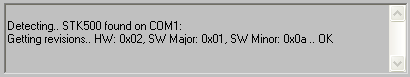 Detecting.. STK500 found on COM1:
Getting revisions.. HW: 0x02, SW Major: 0x01, SW Minor: 0x0a .. OK